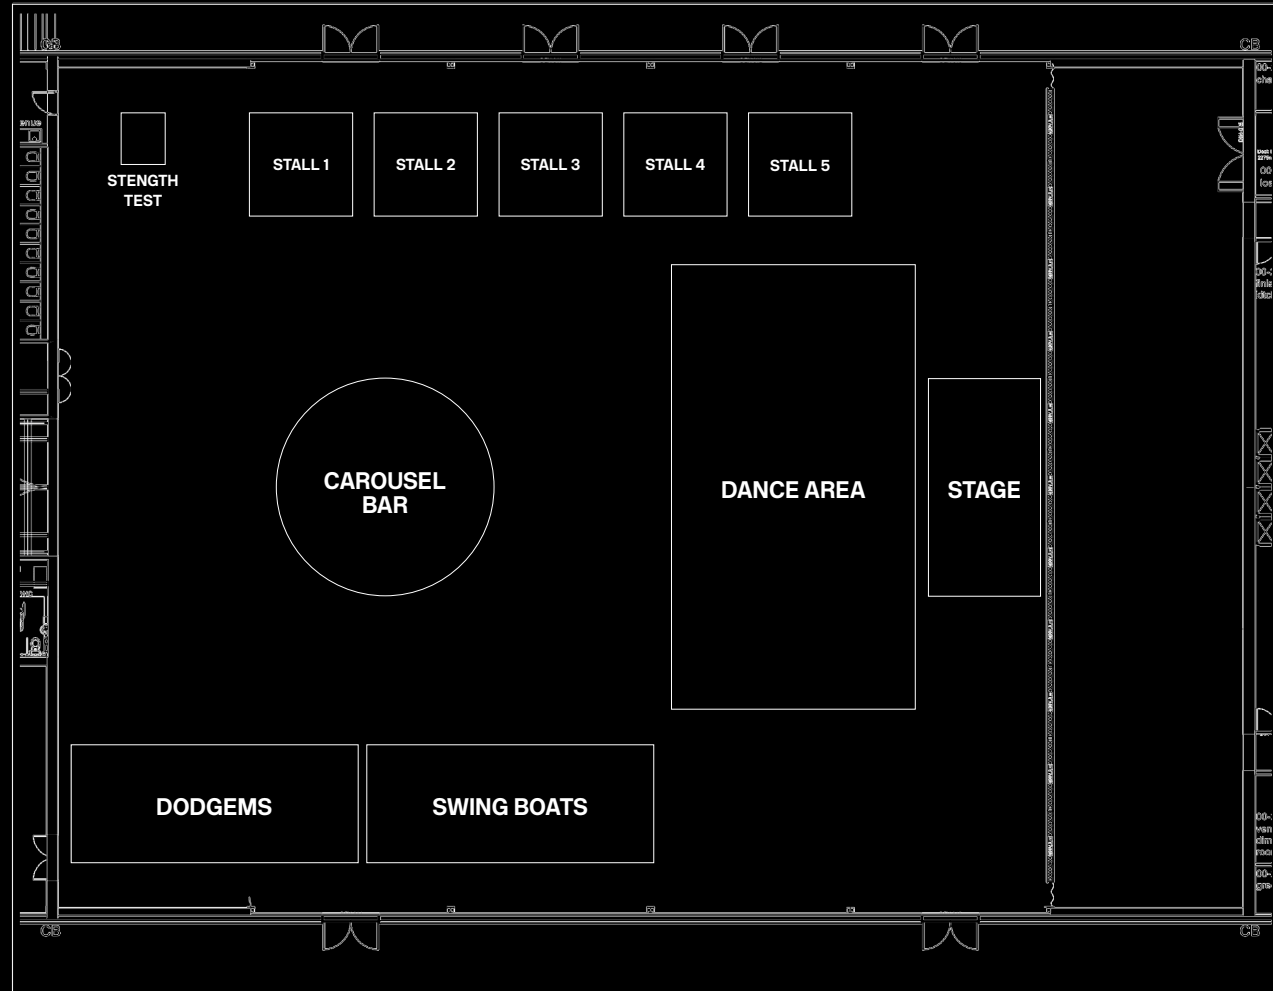 CB
CB
STALL 1
STALL 2
STALL 3
STALL 4
STALL 5
STENGTH
TEST
CAROUSEL
BAR
DANCE AREA
STAGE
DODGEMS
SWING BOATS
CB
CB